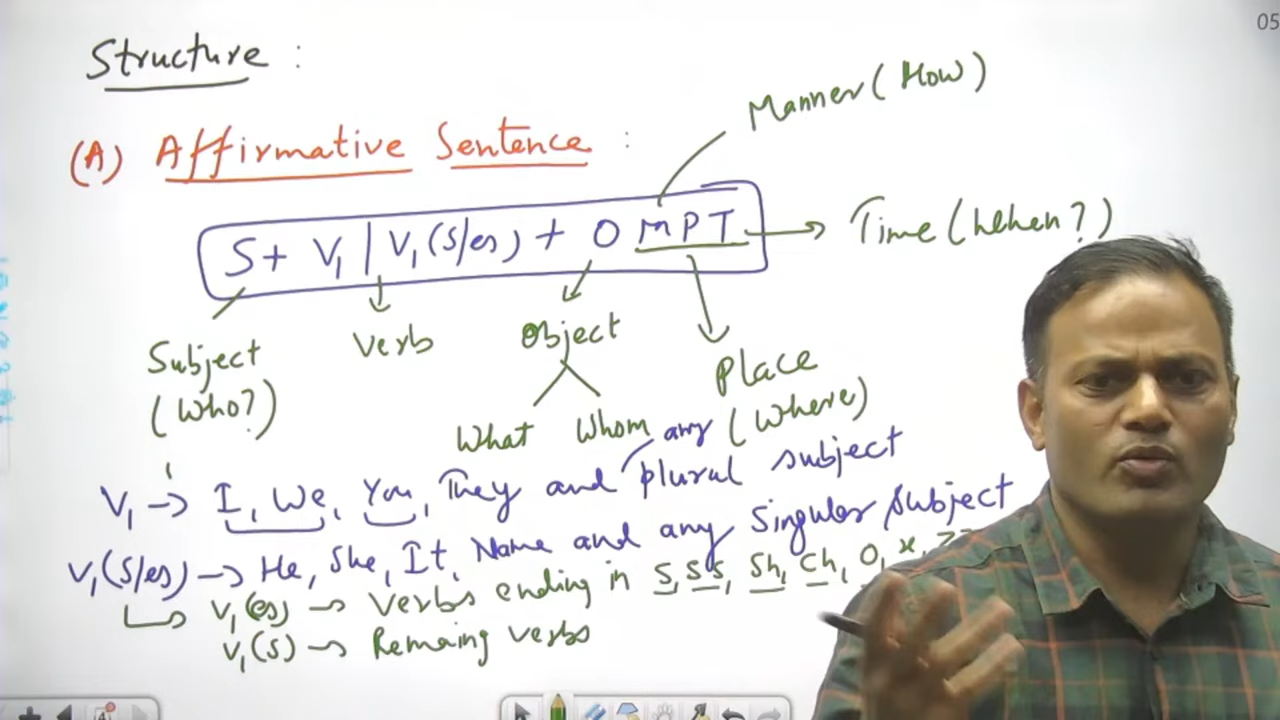 05
Structure :
Manner (How)
(A) Affirmative Sentence :
S + V1 | V1(s/es) + O M P T
Time (When?)
Subject
(Who?)
Verb
Object
What Whom
Place
(Where)
any
V1 → I, We, You, They and plural subject
V1(s/es) → He, She, It, Name and any Singular Subject
V1(es) → Verbs ending in S, SS, Sh, Ch, O, x,
V1(s) → Remaing verbs